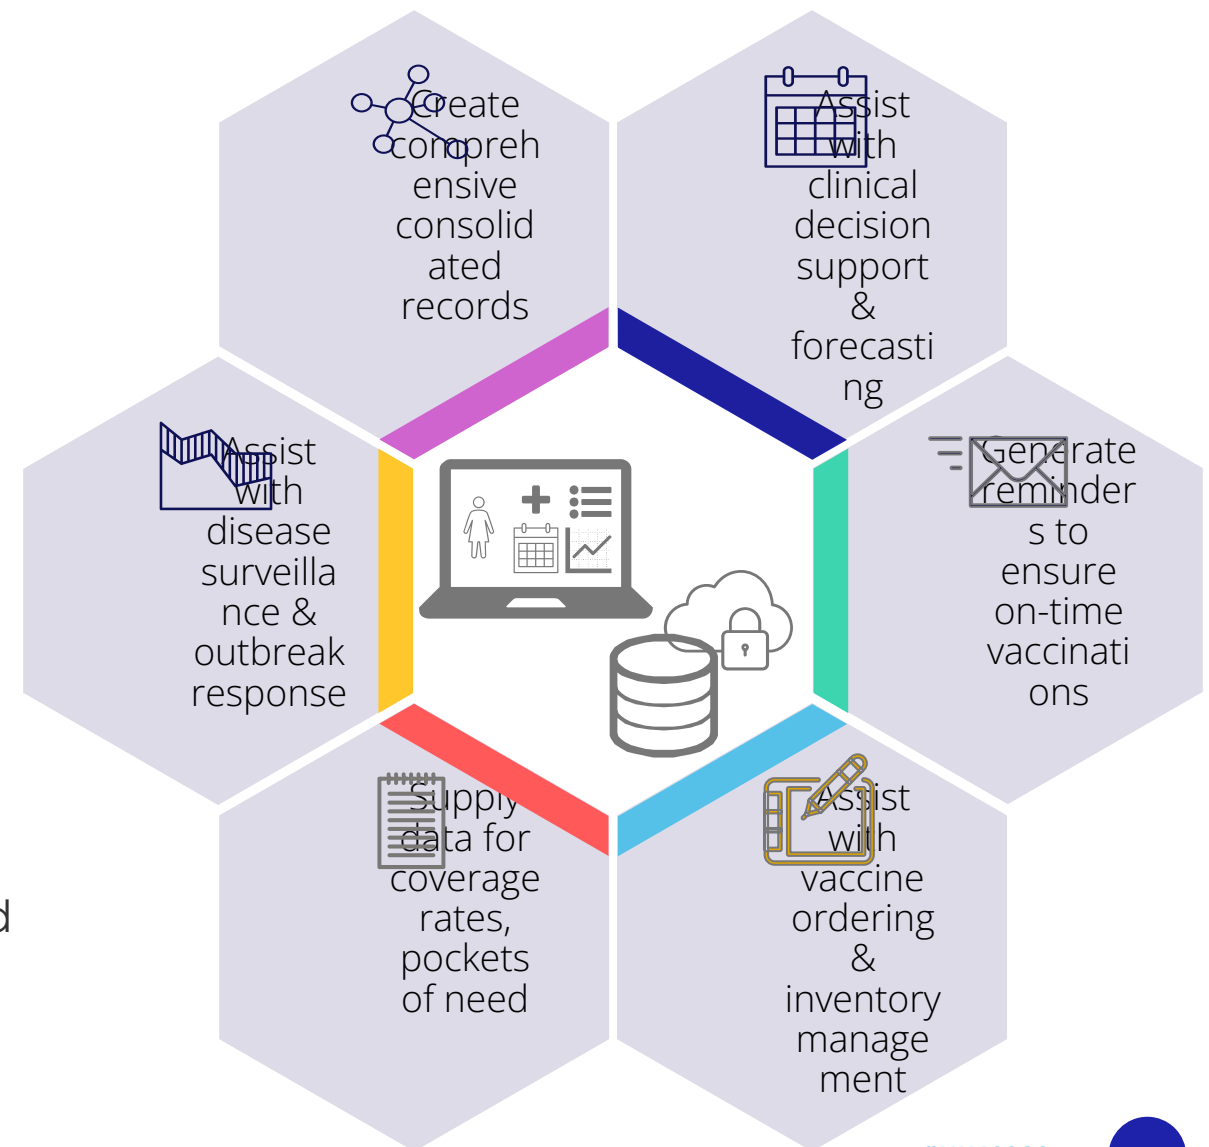 Create
compreh
ensive
consolid
ated
records
Assist
with
clinical
decision
support
&
forecasti
ng
Assist
with
disease
surveilla
nce &
outbreak
response
Generate
reminder
s to
ensure
on-time
vaccinati
ons
Supply
data for
coverage
rates,
pockets
of need
Assist
with
vaccine
ordering
&
inventory
manage
ment
d